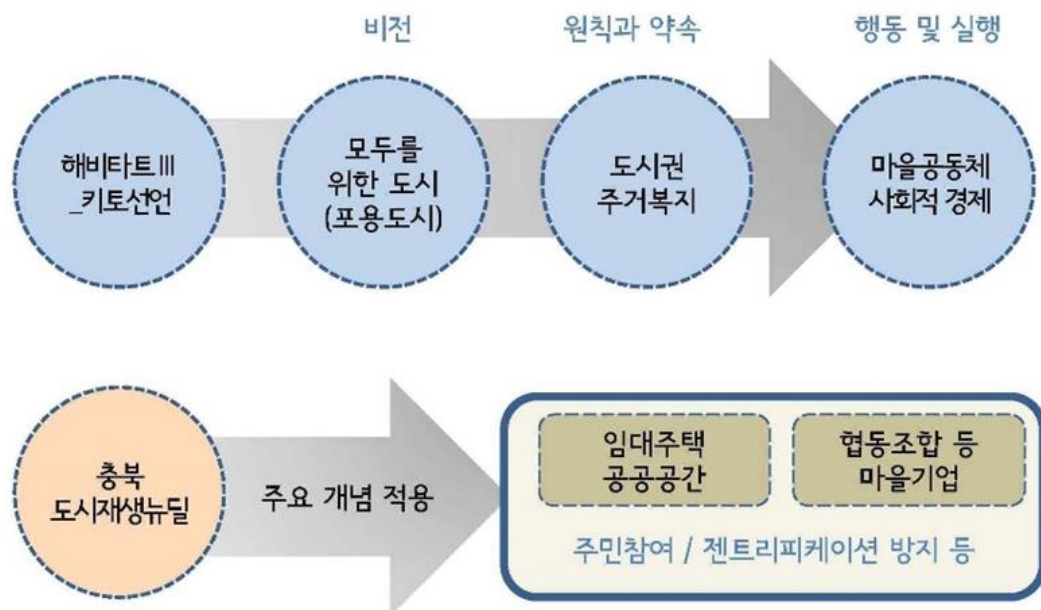 비전
원칙과 약속
행동 및 실행
해비타트Ⅲ
_키토선언
모두를
위한 도시
(포용도시)
도시권
주거복지
마을공동체
사회적 경제
충북
도시재생뉴딜
주요 개념 적용
임대주택
공공공간
협동조합 등
마을기업
주민참여 / 젠트리피케이션 방지 등